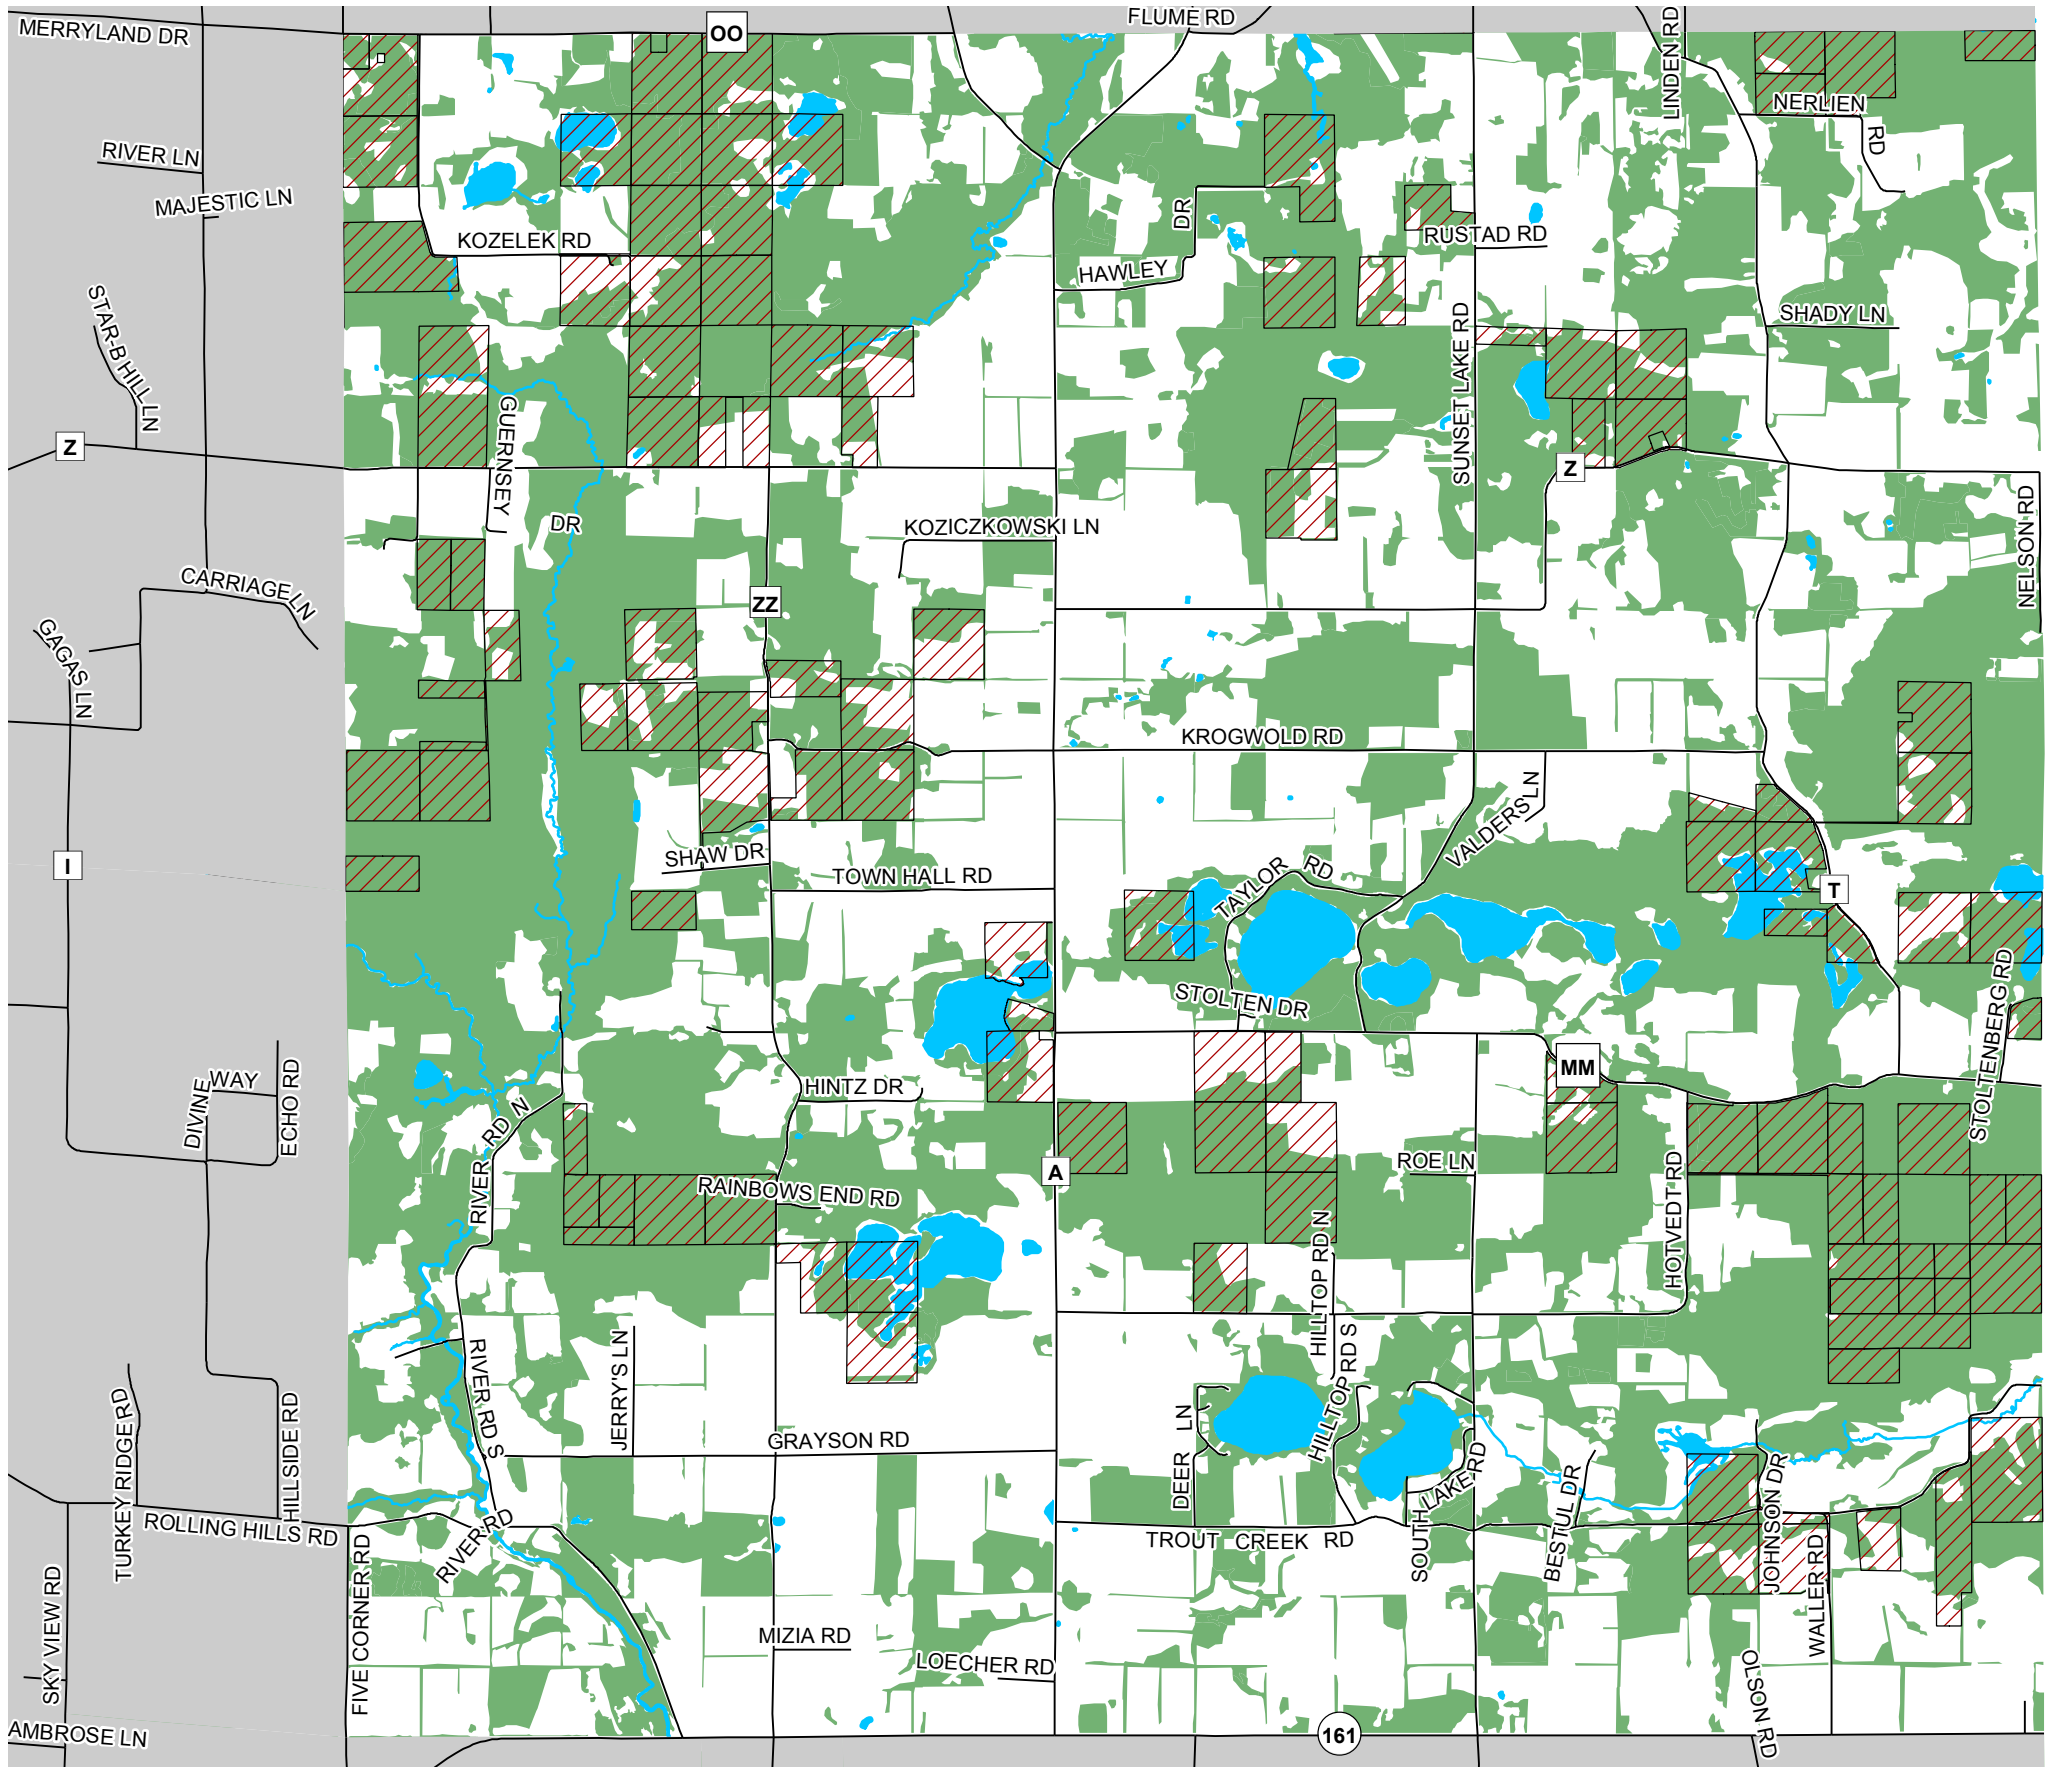 FLUME RD
MERRYLAND DR
OO
LINDEN RD
NERLIEN
RD
RIVER LN
MAJESTIC LN
KOZELEK RD
DR
HAWLEY
RUSTAD RD
SHADY LN
STAR-B HILL LN
SUNSET LAKE RD
Z
GUERNSEY
DR
Z
KOZICZKOWSKI LN
NELSON RD
CARRIAGE LN
ZZ
GAGAS LN
KROGWOLD RD
VALDERS LN
I
SHAW DR
TOWN HALL RD
TAYLOR RD
T
STOLTEN DR
STOLTENBERG RD
MM
DIVINE WAY
ECHO RD
HINTZ DR
RIVER RD N
A
ROE LN
HOTVEDT RD
RAINBOWS END RD
HILLTOP RD N
HILLTOP RD S
RIVER RD S
JERRY'S LN
GRAYSON RD
DEER LN
TURKEY RIDGE RD
HILLSIDE RD
SOUTH LAKE RD
BESTUL DR
JOHNSON DR
ROLLING HILLS RD
RIVER RD
TROUT CREEK RD
SKY VIEW RD
FIVE CORNER RD
WALLER RD
MIZIA RD
LOECHER RD
OLSON RD
AMBROSE LN
161